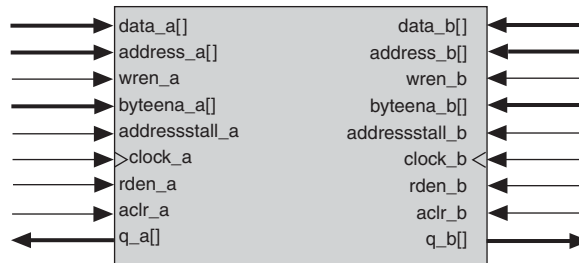 data_a[] data_b[]
address_a[] address_b[]
wren_a wren_b
byteena_a[] byteena_b[]
addressstall_a addressstall_b
clock_a clock_b
rden_a rden_b
aclr_a aclr_b
q_a[] q_b[]